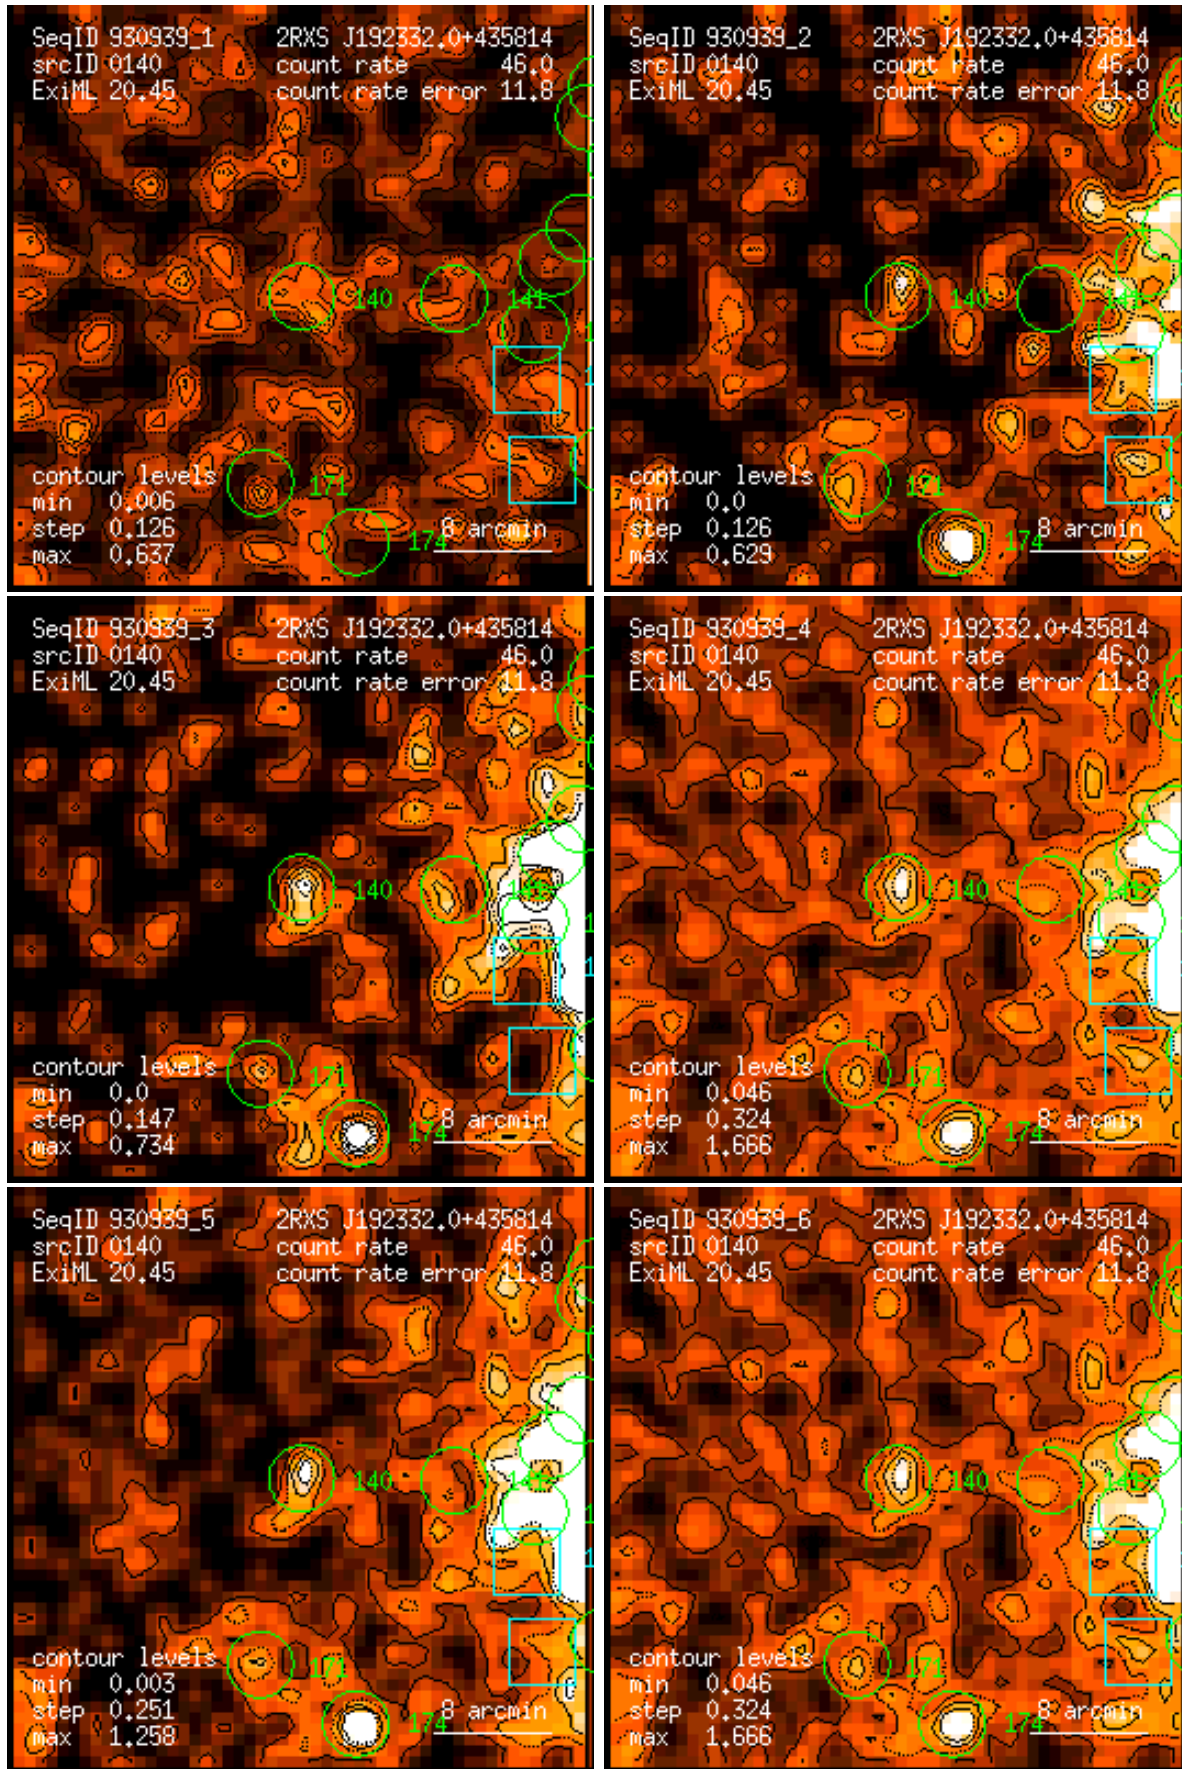 SeqID 930939_1 2RXS J192332.0+435814
srcID 0140 count rate 46.0
ExiML 20.45 count rate error 11.8
140 141
contour levels
171
min 0.006
step 0.126
174 8 arcmin
max 0.637
SeqID 930939_2 2RXS J192332.0+435814
srcID 0140 count rate 46.0
ExiML 20.45 count rate error 11.8
140 141
contour levels
171
min 0.0
step 0.126
174 8 arcmin
max 0.629
SeqID 930939_3 2RXS J192332.0+435814
srcID 0140 count rate 46.0
ExiML 20.45 count rate error 11.8
140 141
contour levels
171
min 0.0
step 0.147
174 8 arcmin
max 0.734
SeqID 930939_4 2RXS J192332.0+435814
srcID 0140 count rate 46.0
ExiML 20.45 count rate error 11.8
140 141
contour levels
171
min 0.046
step 0.324
174 8 arcmin
max 1.666
SeqID 930939_5 2RXS J192332.0+435814
srcID 0140 count rate 46.0
ExiML 20.45 count rate error 11.8
140 141
contour levels
171
min 0.003
step 0.251
174 8 arcmin
max 1.258
SeqID 930939_6 2RXS J192332.0+435814
srcID 0140 count rate 46.0
ExiML 20.45 count rate error 11.8
140 141
contour levels
171
min 0.046
step 0.324
174 8 arcmin
max 1.666